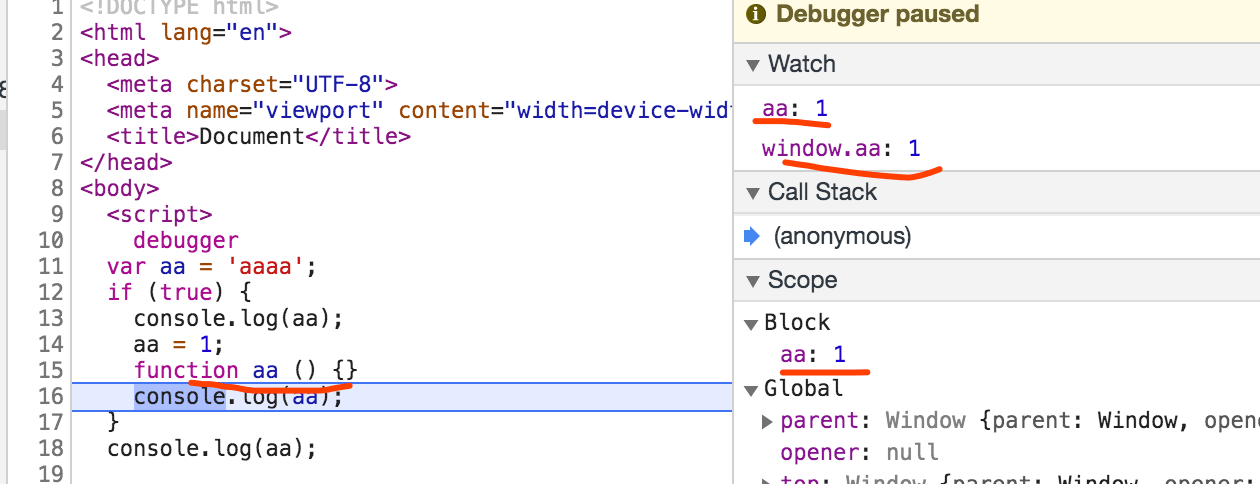 1 <!DOCTYPE html>
2 <html lang="en">
3 <head>
4 <meta charset="UTF-8">
5 <meta name="viewport" content="width=device-wid
6 <title>Document</title>
7 </head>
8 <body>
9 <script>
10 debugger
11 var aa = 'aaaa';
12 if (true) {
13 console.log(aa);
14 aa = 1;
15 function aa () {}
16 console.log(aa);
17 }
18 console.log(aa);
19
Debugger paused
Watch
aa: 1
window.aa: 1
Call Stack
(anonymous)
Scope
Block
aa: 1
Global
parent: Window {parent: Window, opene
opener: null
top: Window {parent: Window, opener: